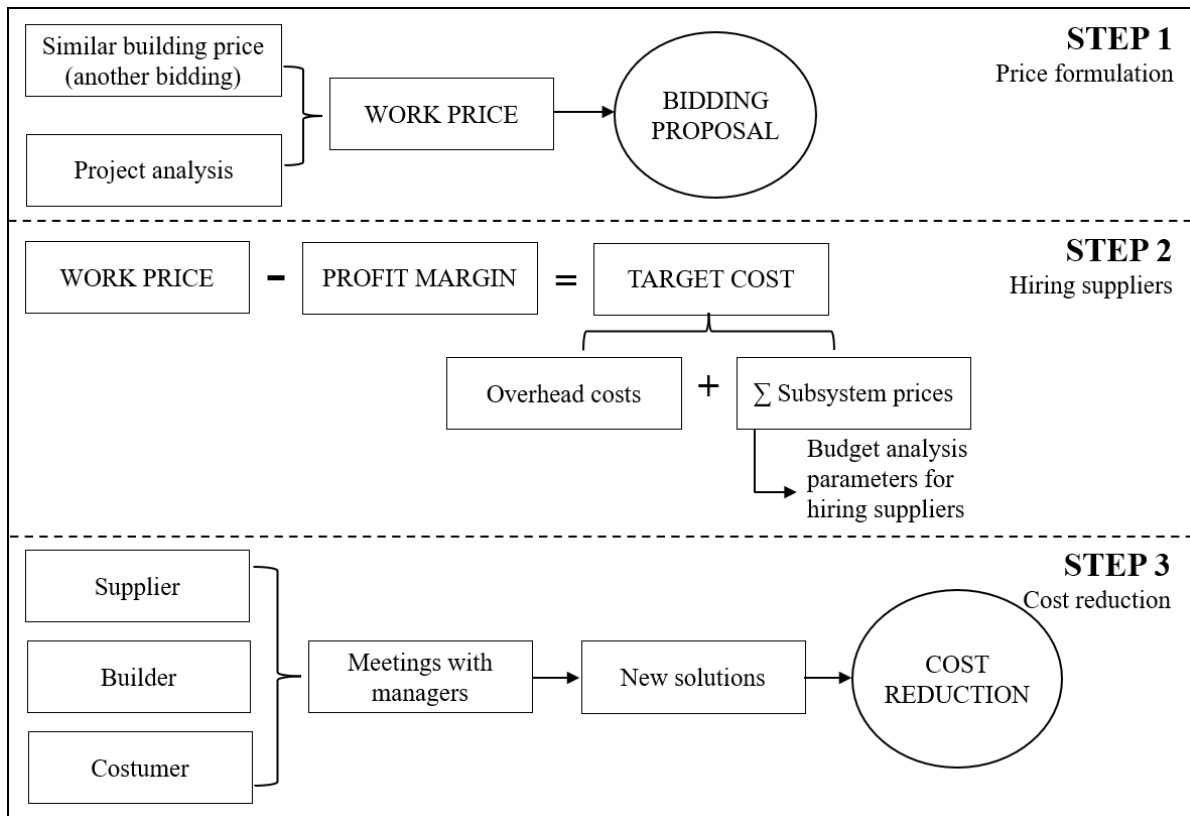 STEP 1
Price formulation
Similar building price
(another bidding)
Project analysis
WORK PRICE
BIDDING
PROPOSAL
STEP 2
Hiring suppliers
WORK PRICE - PROFIT MARGIN = TARGET COST
Overhead costs + ∑ Subsystem prices
Budget analysis
parameters for
hiring suppliers
STEP 3
Cost reduction
Supplier
Builder
Costumer
Meetings with
managers
New solutions
COST
REDUCTION